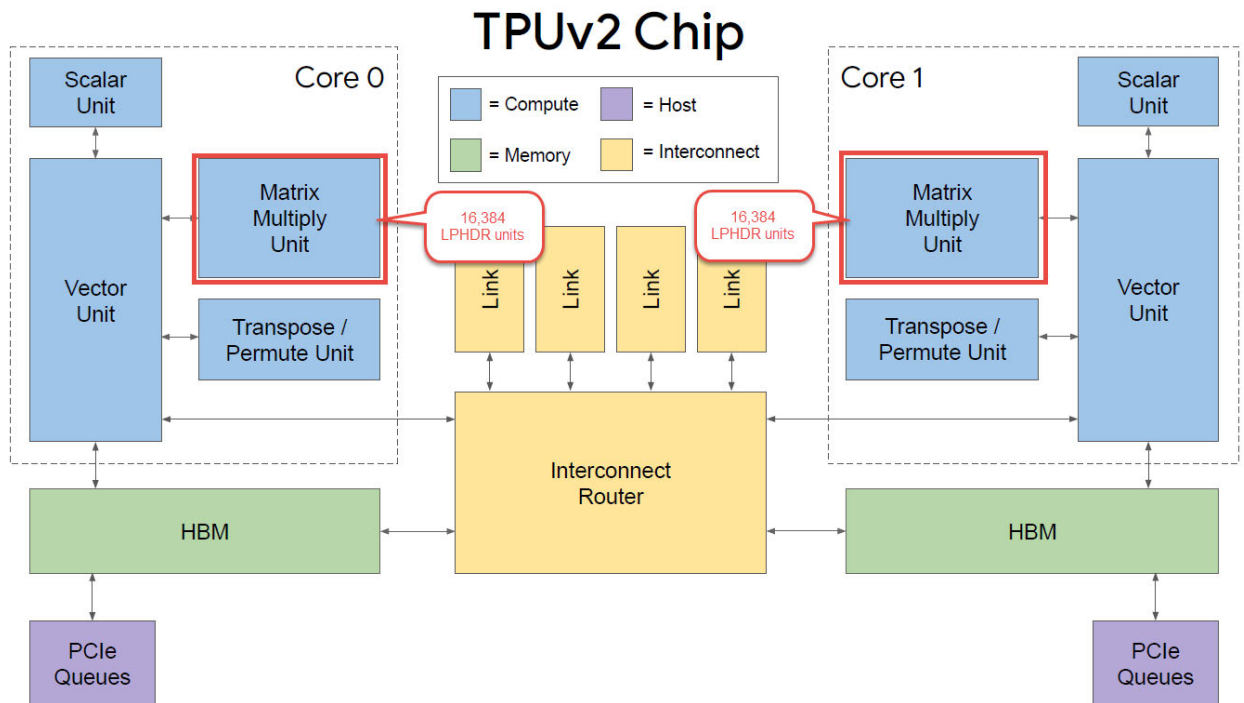 TPUv2 Chip
Core 0
Scalar
Unit
Vector
Unit
Matrix
Multiply
Unit
16,384
LPHDR units
Transpose /
Permute Unit
= Compute
= Host
= Memory
= Interconnect
Link
Link
Link
Link
Interconnect
Router
Core 1
Scalar
Unit
16,384
LPHDR units
Matrix
Multiply
Unit
Vector
Unit
Transpose /
Permute Unit
HBM
HBM
PCIe
Queues
PCIe
Queues